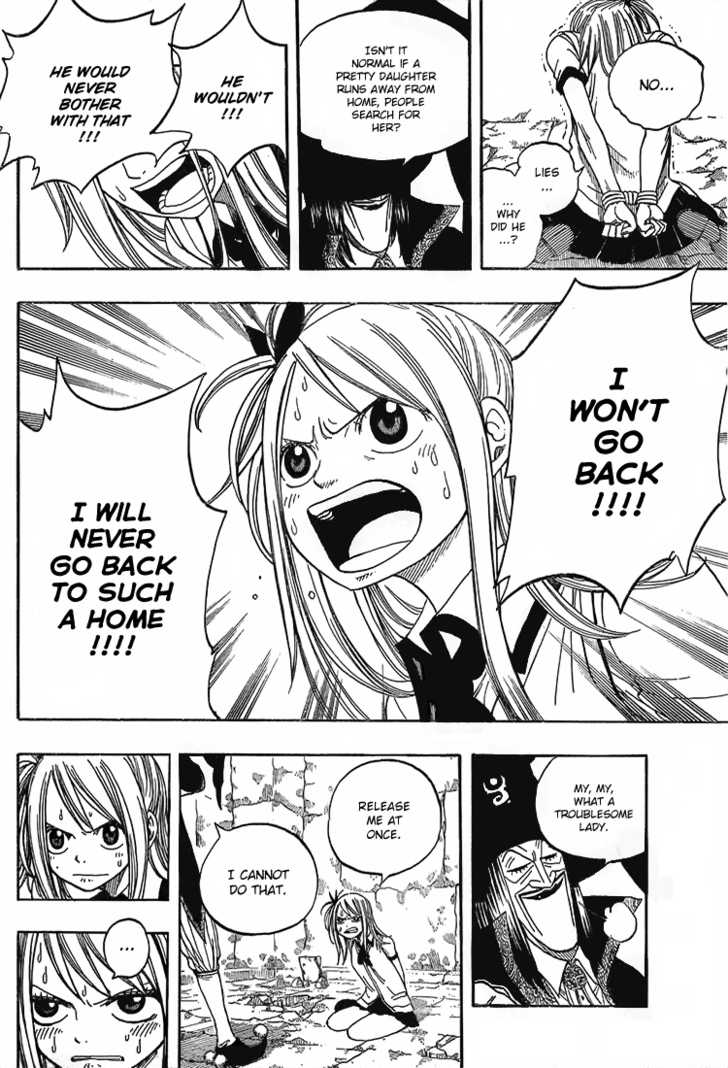 NO...
LIES
...
...
WHY
DID HE
...?
ISN'T IT
NORMAL IF A
PRETTY DAUGHTER
RUNS AWAY FROM
HOME, PEOPLE
SEARCH FOR
HER?
HE
WOULDN'T
!!!
HE WOULD
NEVER
BOTHER
WITH THAT
!!!
I
WON'T
GO
BACK
!!!!
I WILL
NEVER
GO BACK
TO SUCH
A HOME
!!!!
MY, MY,
WHAT A
TROUBLESOME
LADY.
RELEASE
ME AT
ONCE.
I CANNOT
DO THAT.
...